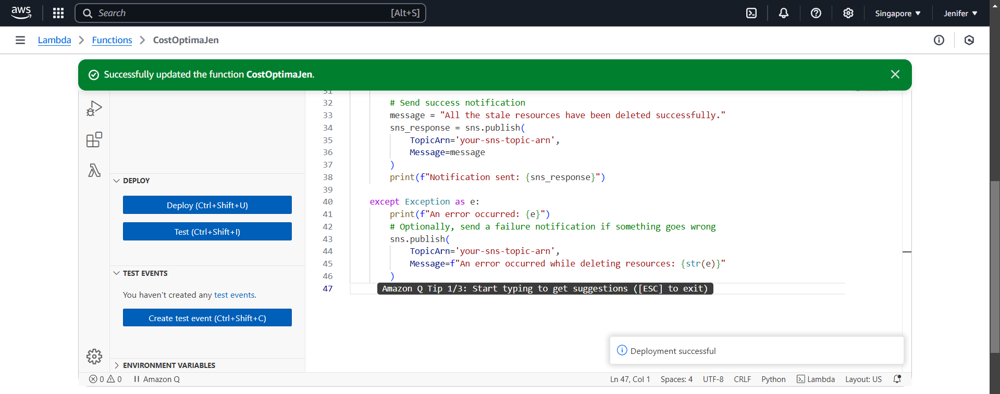 aws
Search [Alt+S]
Singapore
Jenifer
Lambda
Functions
CostOptimaJen
Successfully updated the function CostOptimaJen.
31
32 # Send success notification
33 message = "All the stale resources have been deleted successfully."
34 sns_response = sns.publish(
35 TopicArn='your-sns-topic-arn',
36 Message=message
37 )
38 print(f"Notification sent: {sns_response}")
39
40 except Exception as e:
41 print(f"An error occurred: {e}")
42 # Optionally, send a failure notification if something goes wrong
43 sns.publish(
44 TopicArn='your-sns-topic-arn',
45 Message=f"An error occurred while deleting resources: {str(e)}"
46 )
47 Amazon Q Tip 1/3: Start typing to get suggestions ([ESC] to exit)
DEPLOY
Deploy (Ctrl+Shift+U)
Test (Ctrl+Shift+I)
TEST EVENTS
You haven't created any test events.
Create test event (Ctrl+Shift+C)
ENVIRONMENT VARIABLES
Deployment successful
0 0 Amazon Q
Ln 47, Col 1 Spaces: 4 UTF-8 CRLF Python Lambda Layout: US